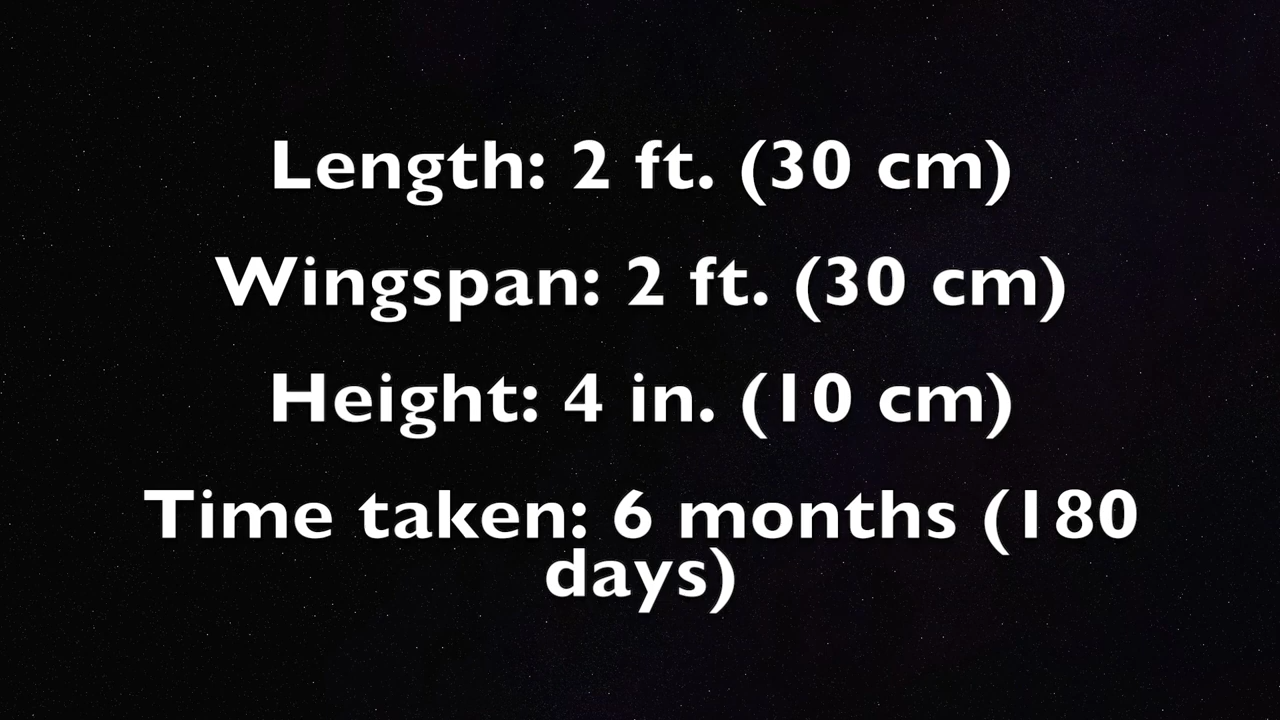 Length: 2 ft. (30 cm)
Wingspan: 2 ft. (30 cm)
Height: 4 in. (10 cm)
Time taken: 6 months (180
days)